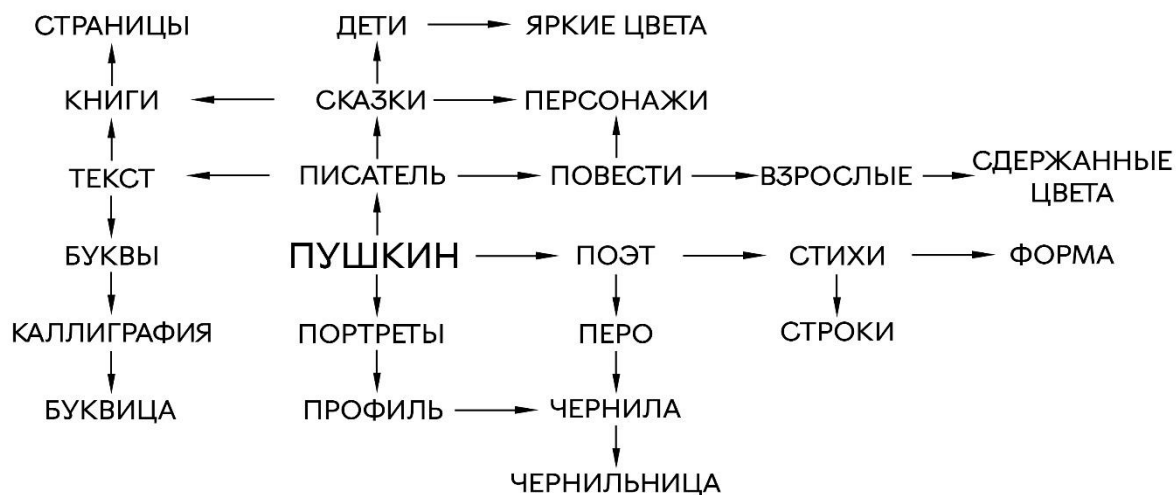 СТРАНИЦЫ ДЕТИ ЯРКИЕ ЦВЕТА
КНИГИ СКАЗКИ ПЕРСОНАЖИ
ТЕКСТ ПИСАТЕЛЬ ПОВЕСТИ ВЗРОСЛЫЕ СДЕРЖАННЫЕ
ЦВЕТА
БУКВЫ ПУШКИН ПОЭТ СТИХИ ФОРМА
КАЛЛИГРАФИЯ ПОРТРЕТЫ ПЕРО СТРОКИ
БУКВИЦА ПРОФИЛЬ ЧЕРНИЛА
ЧЕРНИЛЬНИЦА